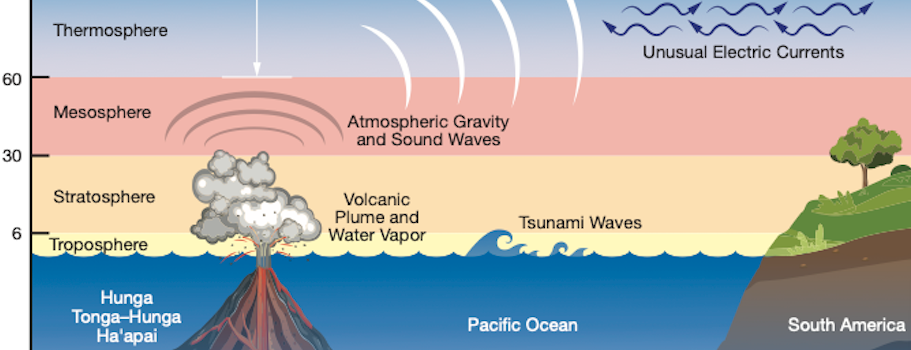 Thermosphere
Unusual Electric Currents
60
Mesosphere
Atmospheric Gravity
and Sound Waves
30
Stratosphere
Volcanic
Plume and
Water Vapor
Tsunami Waves
6
Troposphere
Hunga
Tonga–Hunga
Ha'apai
Pacific Ocean
South America